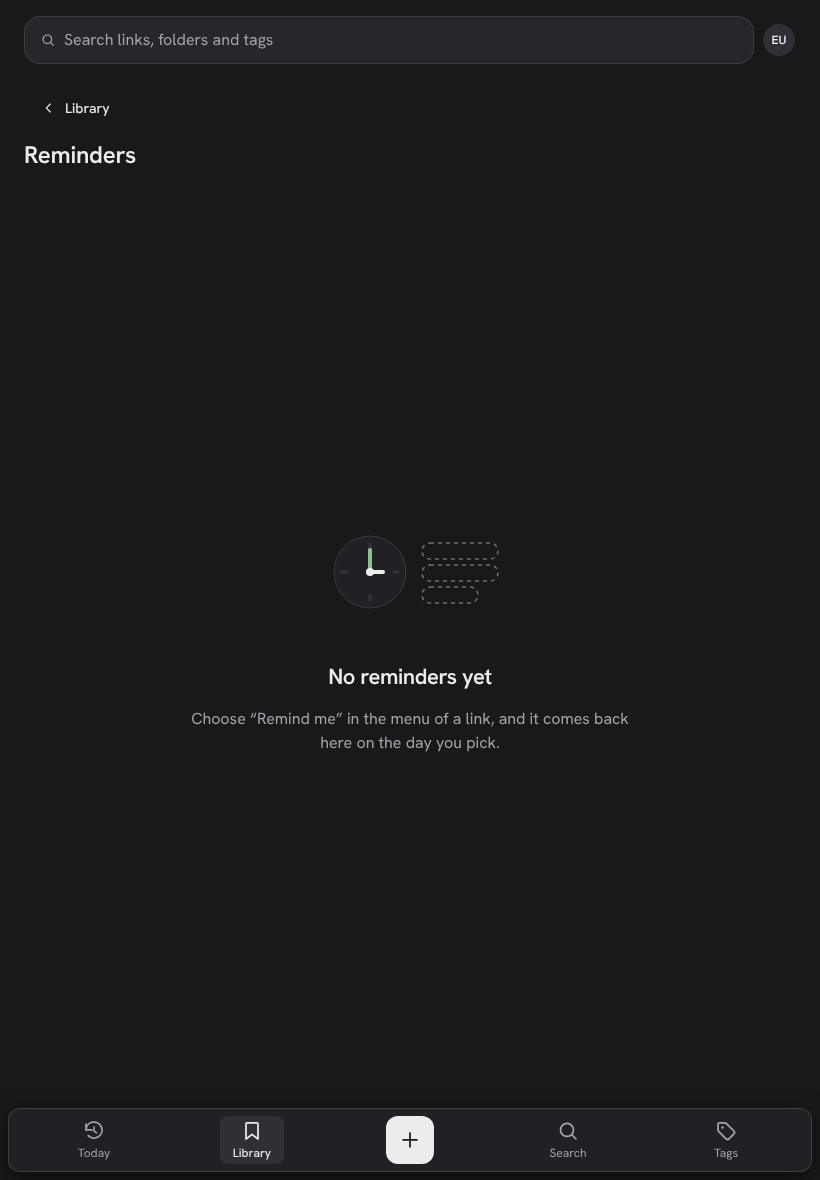 Search links, folders and tags
EU
Library
Reminders
No reminders yet
Choose “Remind me” in the menu of a link, and it comes back
here on the day you pick.
Today
Library
Search
Tags